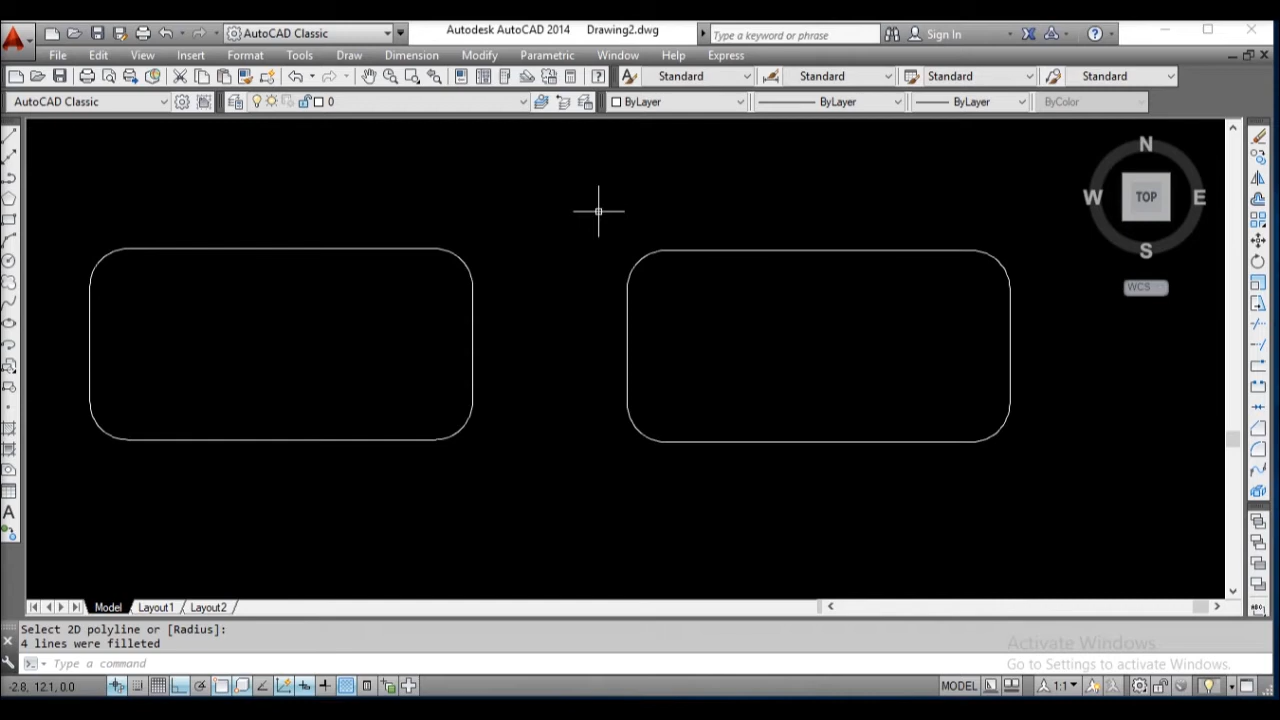 AutoCAD Classic Autodesk AutoCAD 2014 Drawing2.dwg Type a keyword or phrase Sign In
File Edit View Insert Format Tools Draw Dimension Modify Parametric Window Help Express
Standard Standard Standard Standard
AutoCAD Classic 0 ByLayer ByLayer ByLayer ByColor
N
W TOP E
S
WCS
Model Layout1 Layout2
Select 2D polyline or [Radius]:
4 lines were filleted
Activate Windows
Type a command
Go to Settings to activate Windows.
-2.8, 12.1, 0.0 MODEL 1:1